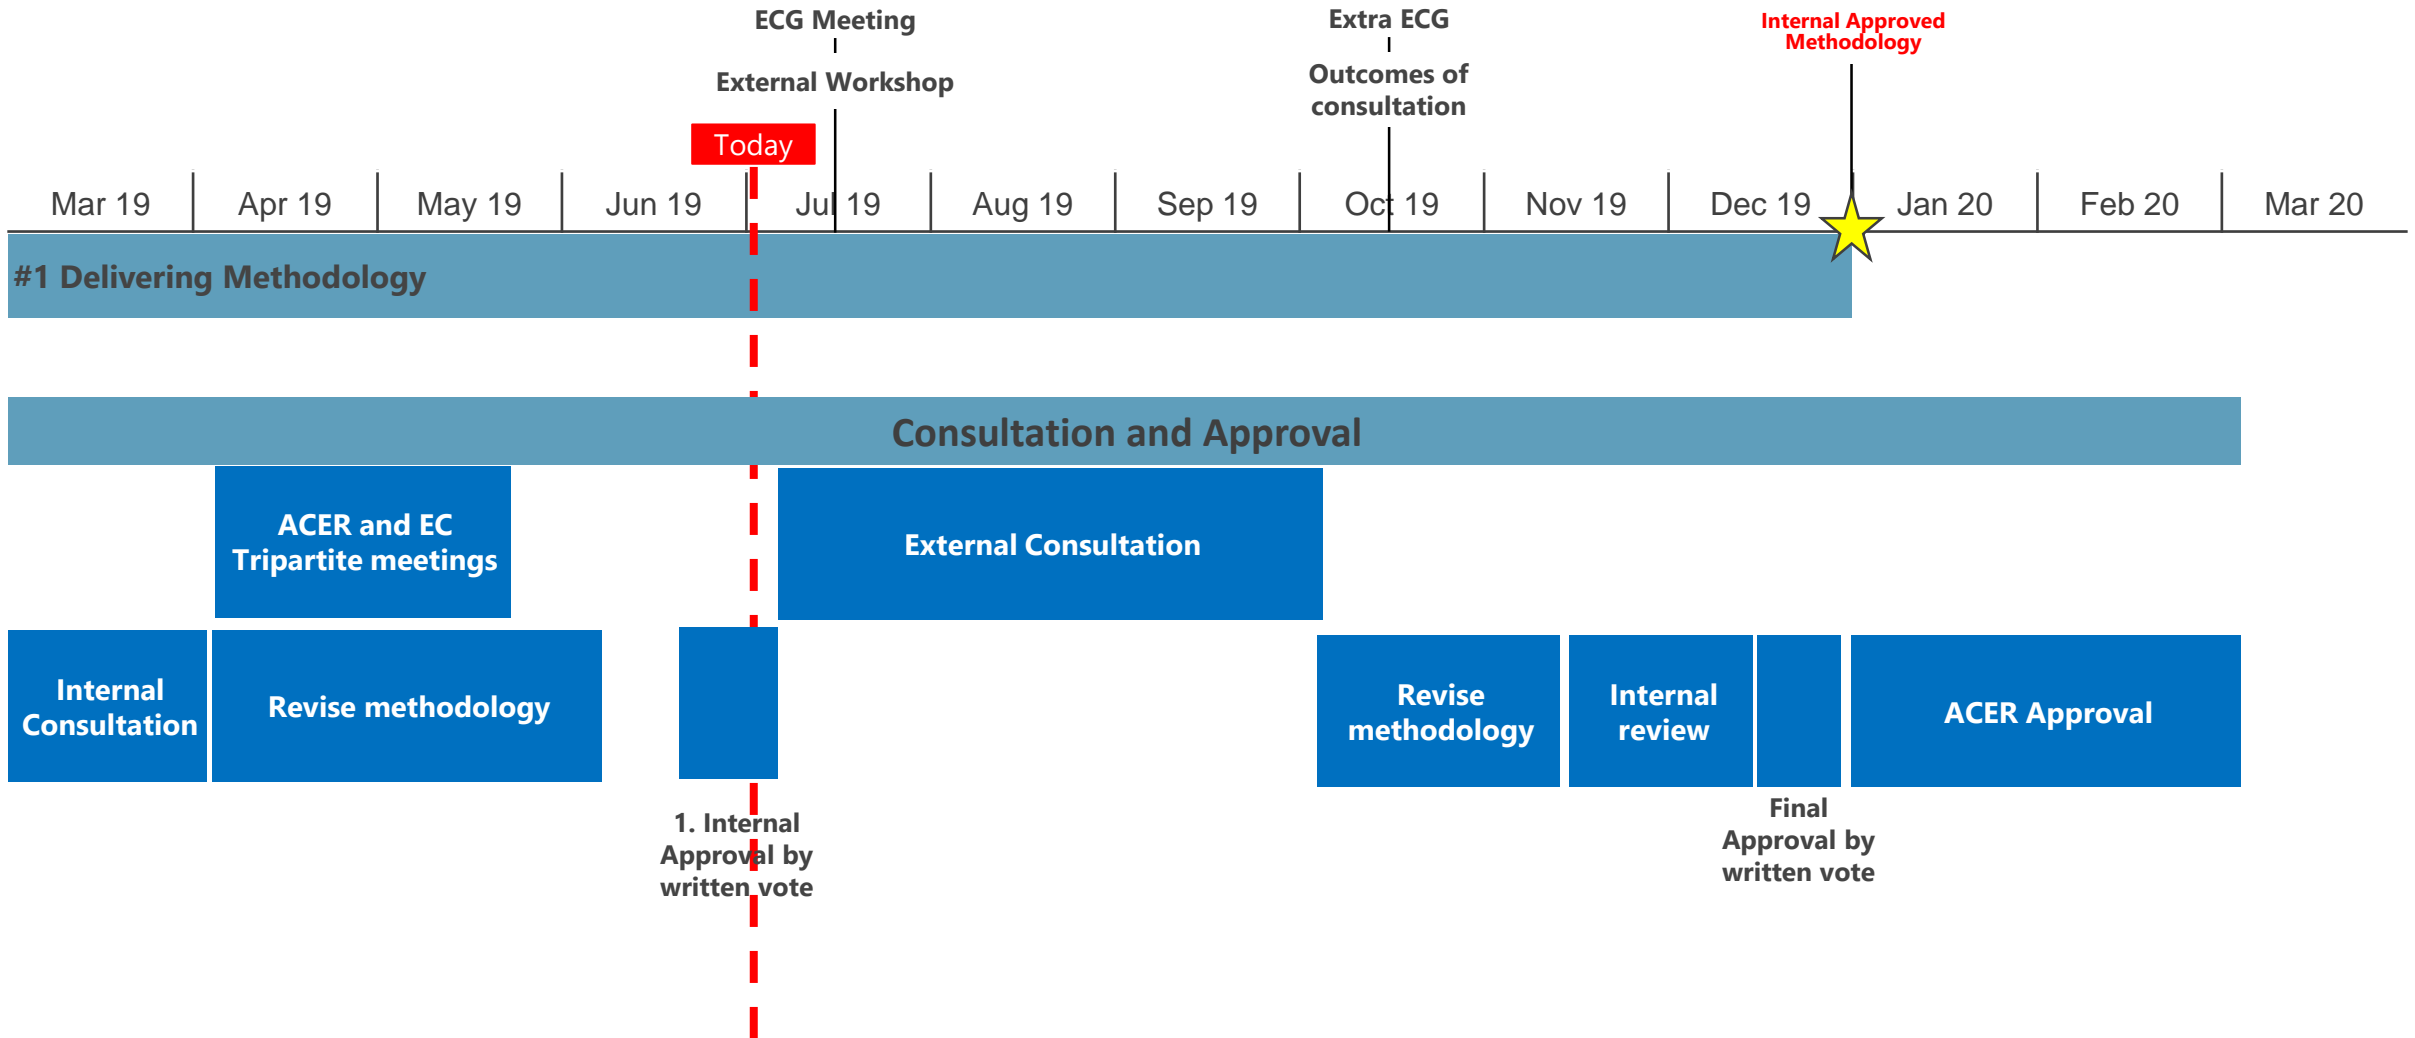 ECG Meeting
External Workshop
Extra ECG
Outcomes of
consultation
Internal Approved
Methodology
Today
Mar 19
Apr 19
May 19
Jun 19
Jul 19
Aug 19
Sep 19
Oct 19
Nov 19
Dec 19
Jan 20
Feb 20
Mar 20
#1 Delivering Methodology
Consultation and Approval
ACER and EC
Tripartite meetings
External Consultation
Internal
Consultation
Revise methodology
Revise
methodology
Internal
review
ACER Approval
1. Internal
Approval by
written vote
Final
Approval by
written vote